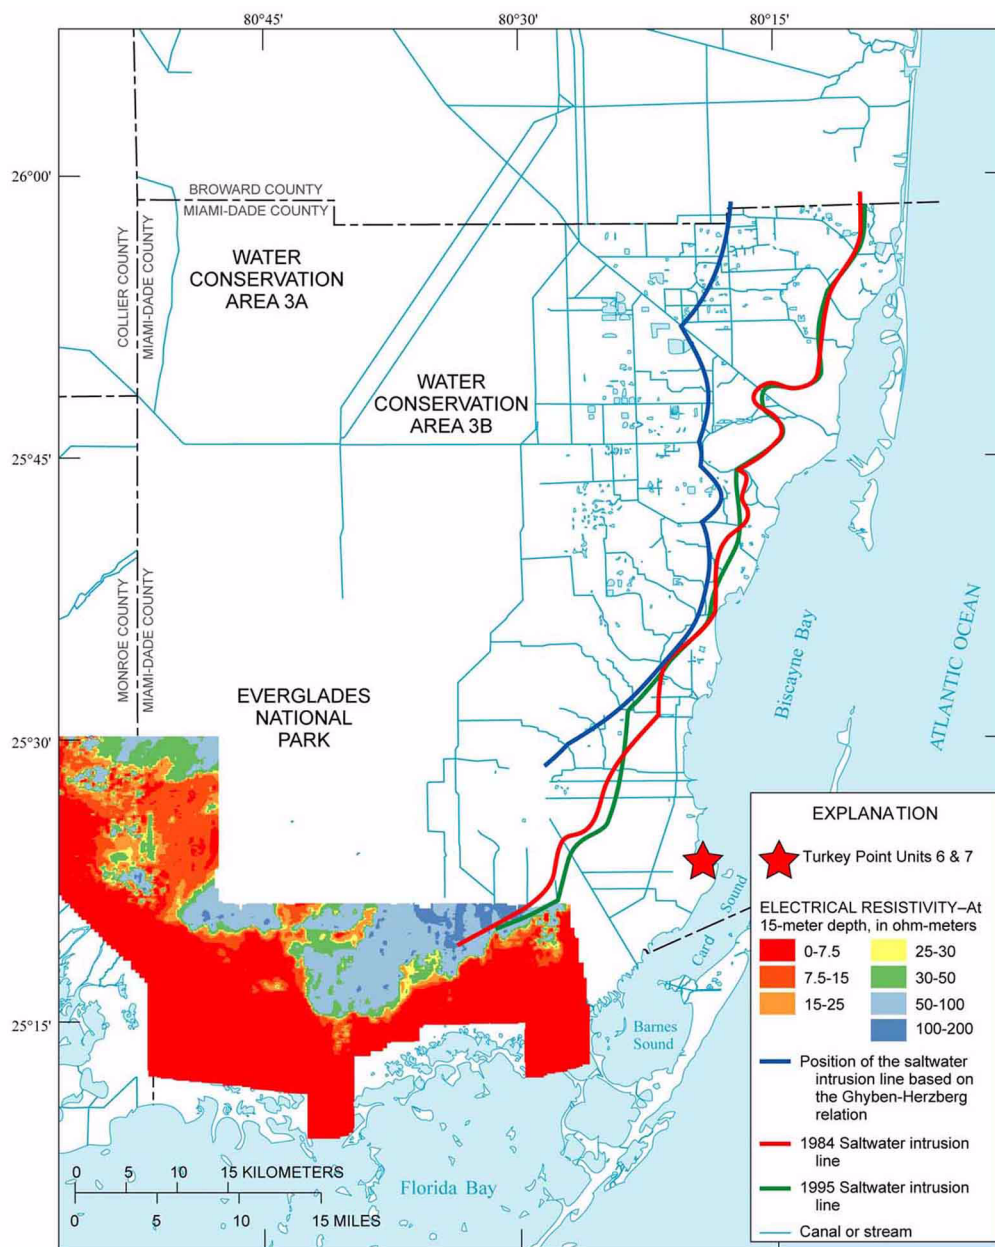 80°45' 80°30' 80°15'
26°00'
BROWARD COUNTY
MIAMI-DADE COUNTY
COLLIER COUNTY
MIAMI-DADE COUNTY
WATER
CONSERVATION
AREA 3A
WATER
CONSERVATION
AREA 3B
25°45'
MONROE COUNTY
MIAMI-DADE COUNTY
Biscayne Bay
ATLANTIC OCEAN
EVERGLADES
NATIONAL
PARK
25°30'
Card Sound
25°15'
Barnes
Sound
Florida Bay
0 5 10 15 KILOMETERS
0 5 10 15 MILES
EXPLANATION
Turkey Point Units 6 & 7
ELECTRICAL RESISTIVITY–At
15-meter depth, in ohm-meters
0-7.5 25-30
7.5-15 30-50
15-25 50-100
100-200
Position of the saltwater
intrusion line based on
the Ghyben-Herzberg
relation
1984 Saltwater intrusion
line
1995 Saltwater intrusion
line
Canal or stream